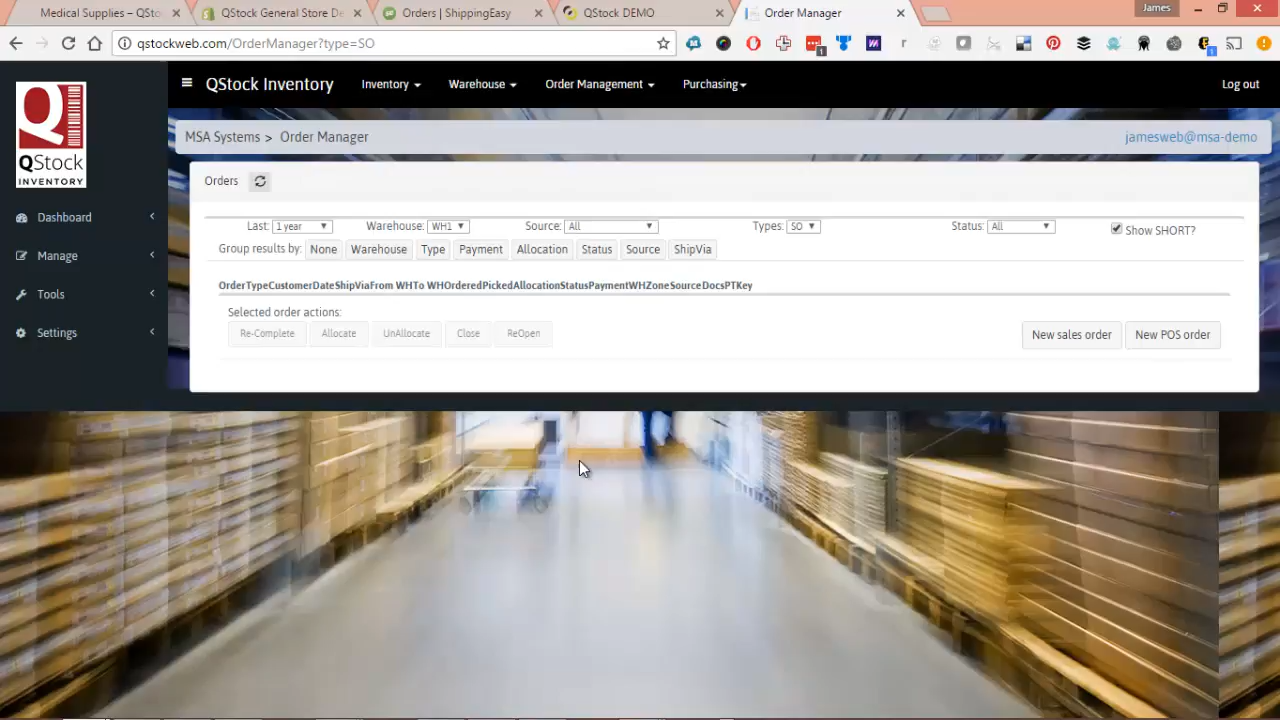 Medical Supplies – QSto
QStock General Store De
Orders | ShippingEasy
QStock DEMO
Order Manager
James
qstockweb.com/OrderManager?type=SO
QStock INVENTORY
QStock Inventory
Inventory
Warehouse
Order Management
Purchasing
Log out
MSA Systems > Order Manager
jamesweb@msa-demo
Dashboard
Manage
Tools
Settings
Orders
Last: 1 year Warehouse: WH1 Source: All Types: SO Status: All Show SHORT?
Group results by: None Warehouse Type Payment Allocation Status Source ShipVia
OrderTypeCustomerDateShipViaFrom WHTo WHOrderedPickedAllocationStatusPaymentWHZoneSourceDocsPTKey
Selected order actions:
Re-Complete Allocate UnAllocate Close ReOpen New sales order New POS order